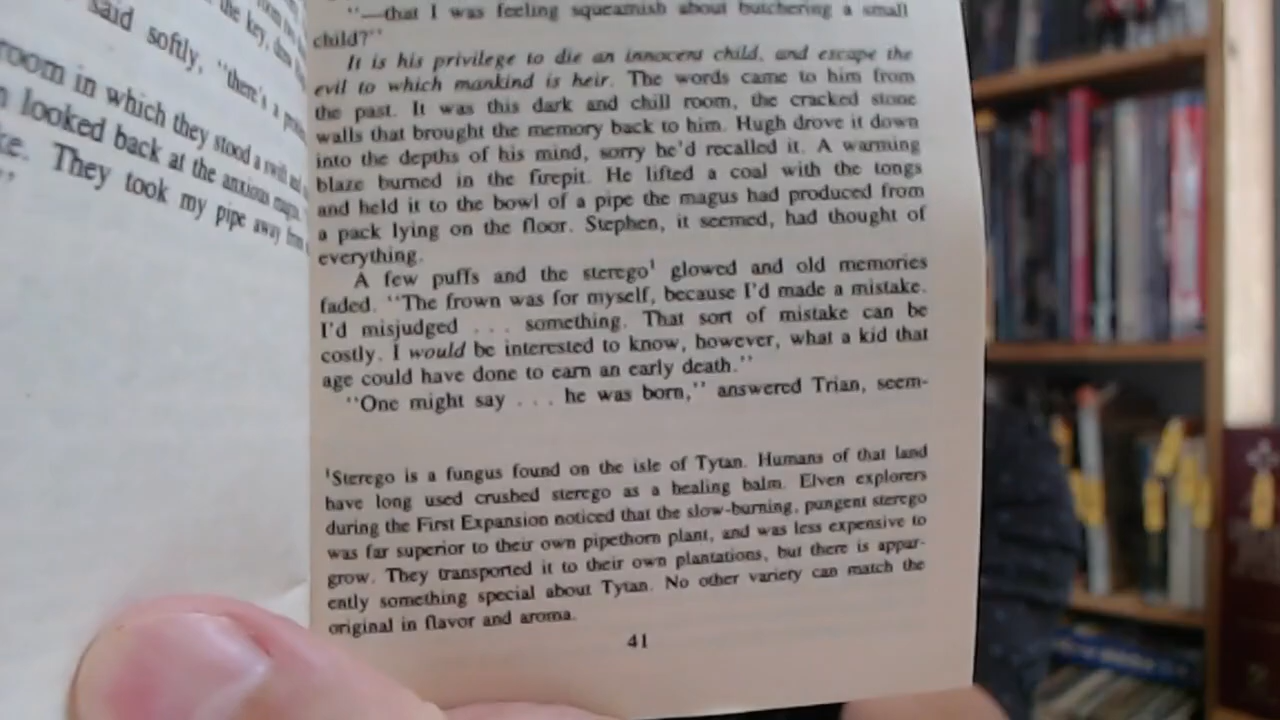 said softly, "there's a
the key,
room in which they stood a swift and
looked back at the anxious magus.
They took my pipe away from
"—that I was feeling squeamish about butchering a small
child?"
It is his privilege to die an innocent child, and escape the
evil to which mankind is heir. The words came to him from
the past. It was this dark and chill room, the cracked stone
walls that brought the memory back to him. Hugh drove it down
into the depths of his mind, sorry he'd recalled it. A warming
blaze burned in the firepit. He lifted a coal with the tongs
and held it to the bowl of a pipe the magus had produced from
a pack lying on the floor. Stephen, it seemed, had thought of
everything.
A few puffs and the sterego¹ glowed and old memories
faded. "The frown was for myself, because I'd made a mistake.
I'd misjudged . . . something. That sort of mistake can be
costly. I would be interested to know, however, what a kid that
age could have done to earn an early death."
"One might say . . . he was born," answered Trian, seem-
¹Sterego is a fungus found on the isle of Tytan. Humans of that land
have long used crushed sterego as a healing balm. Elven explorers
during the First Expansion noticed that the slow-burning, pungent sterego
was far superior to their own pipethorn plant, and was less expensive to
grow. They transported it to their own plantations, but there is appar-
ently something special about Tytan. No other variety can match the
original in flavor and aroma.
41